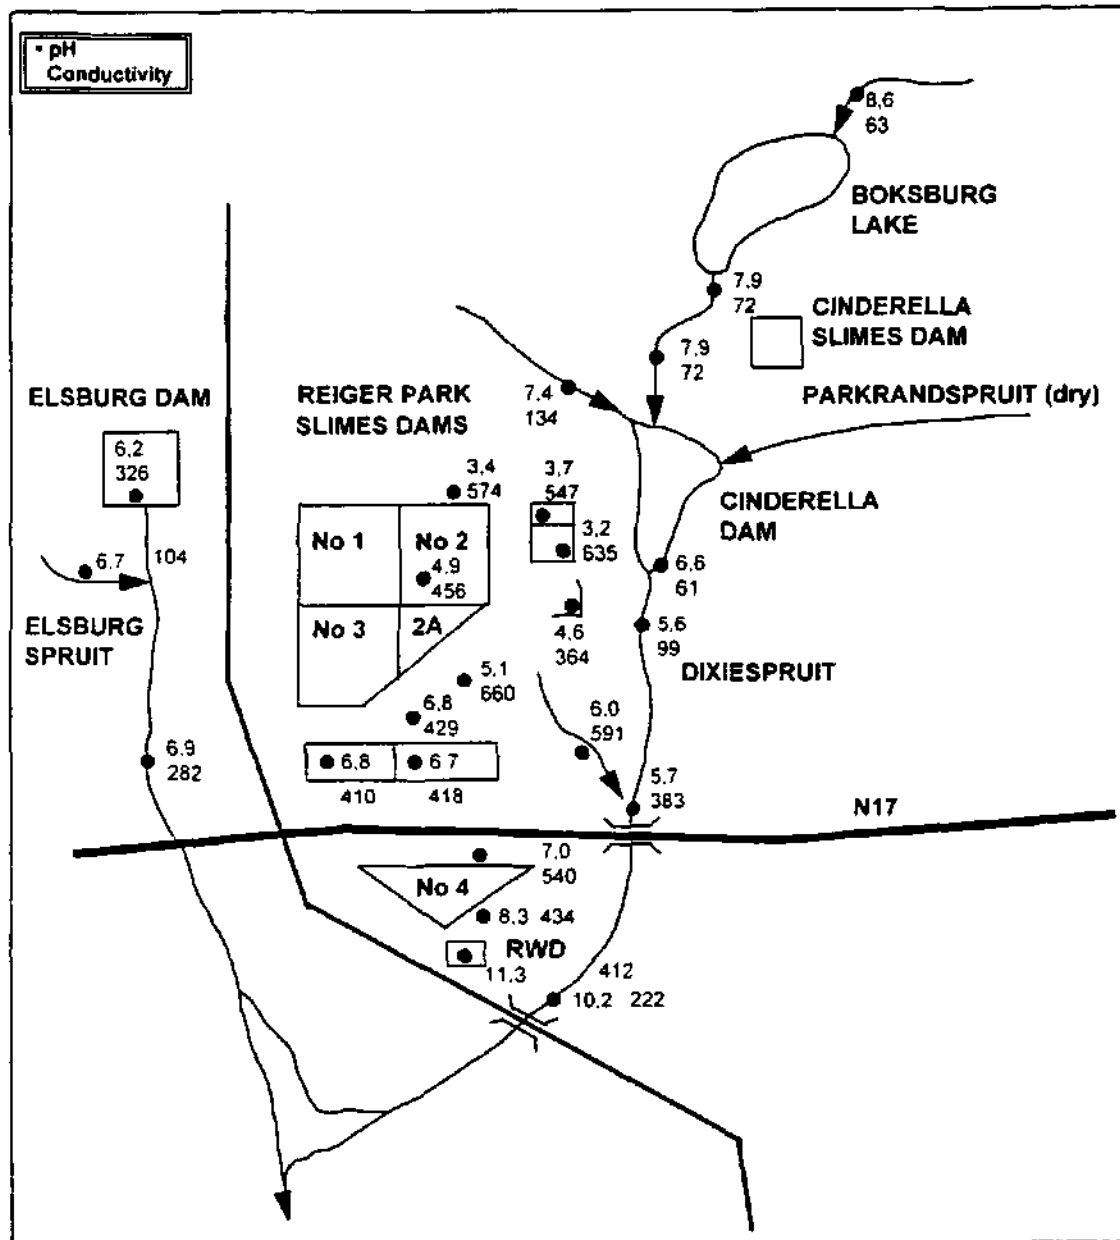 • pH
Conductivity
8,6
63
BOKSBURG
LAKE
7,9
72
CINDERELLA
SLIMES DAM
7,9
72
PARKRANDSPRUIT (dry)
7,4
134
ELSBURG DAM
REIGER PARK
SLIMES DAMS
6,2
326
3,4
574
3,7
547
CINDERELLA
DAM
3,2
635
No 1
No 2
4,9
456
6,7
104
6,6
61
ELSBURG
SPRUIT
No 3
2A
4,6
364
5,6
99
DIXIESPRUIT
5,1
660
6,8
429
6,0
591
6,9
282
6,8
410
6 7
418
5,7
383
N17
7,0
540
No 4
8,3 434
RWD
11,3
412
10,2 222